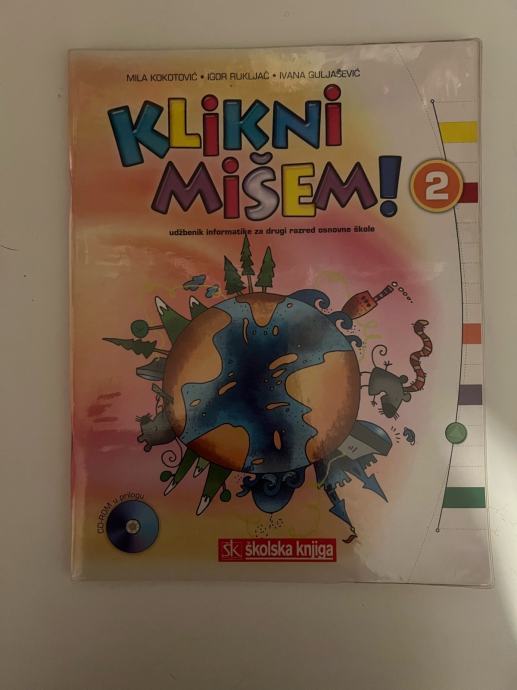 MILA KOKOTOVIĆ • IGOR RUKLJAČ • IVANA GULJAŠEVIĆ
KLIKNI
MIŠEM!
2
udžbenik informatike za drugi razred osnovne škole
CD-ROM u prilogu
ŠK školska knjiga